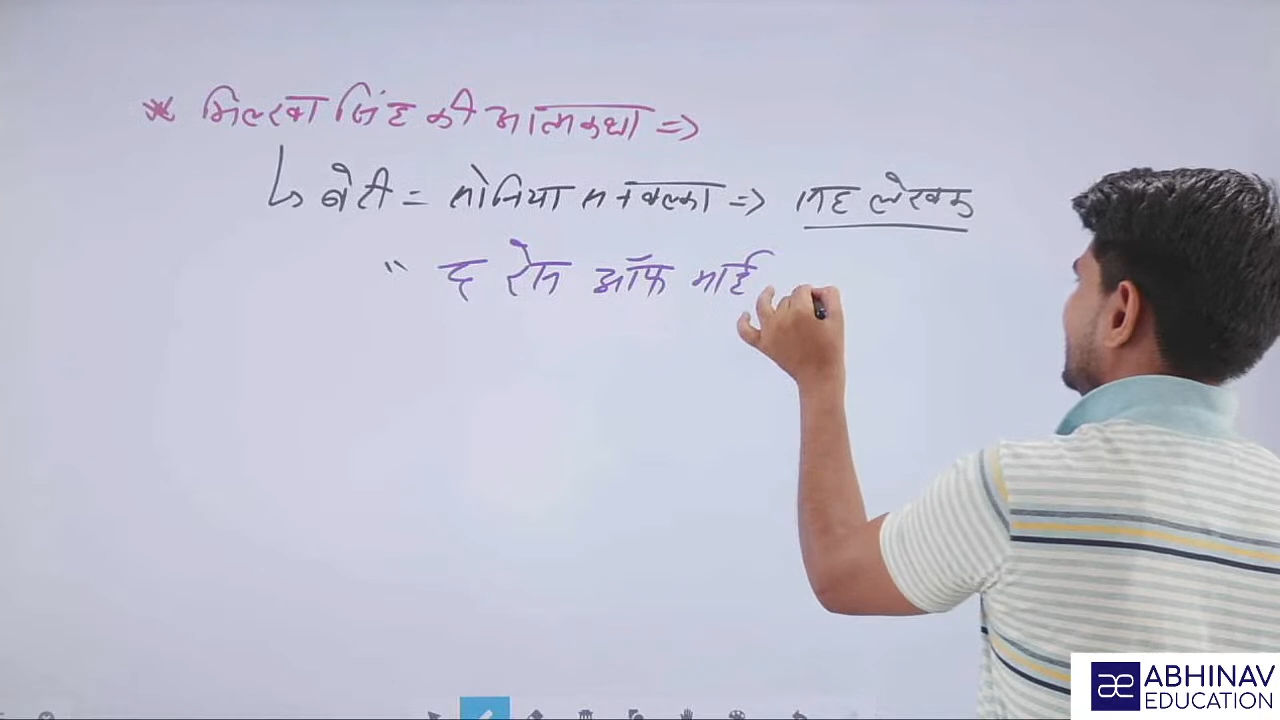 * मिल्खा सिंह की आत्मकथा =>
↳ बेटी = सोनिया सनवल्का => सह लेखक
" द रेस ऑफ माई
ABHINAV
EDUCATION